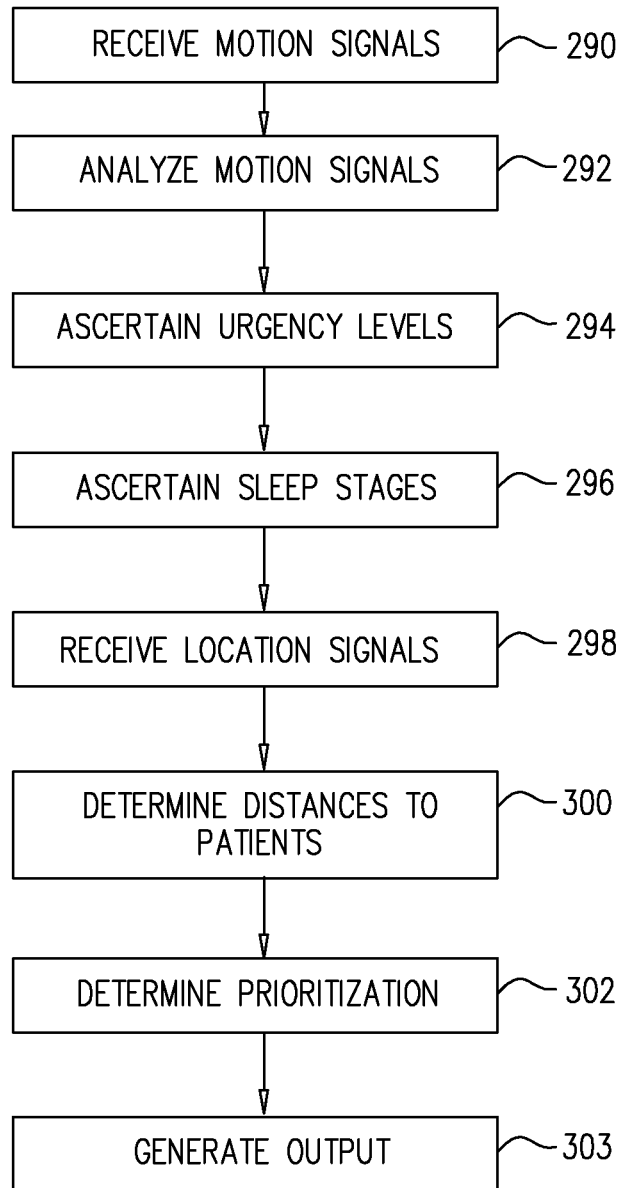 RECEIVE MOTION SIGNALS 290
ANALYZE MOTION SIGNALS 292
ASCERTAIN URGENCY LEVELS 294
ASCERTAIN SLEEP STAGES 296
RECEIVE LOCATION SIGNALS 298
DETERMINE DISTANCES TO 300
PATIENTS
DETERMINE PRIORITIZATION 302
GENERATE OUTPUT 303